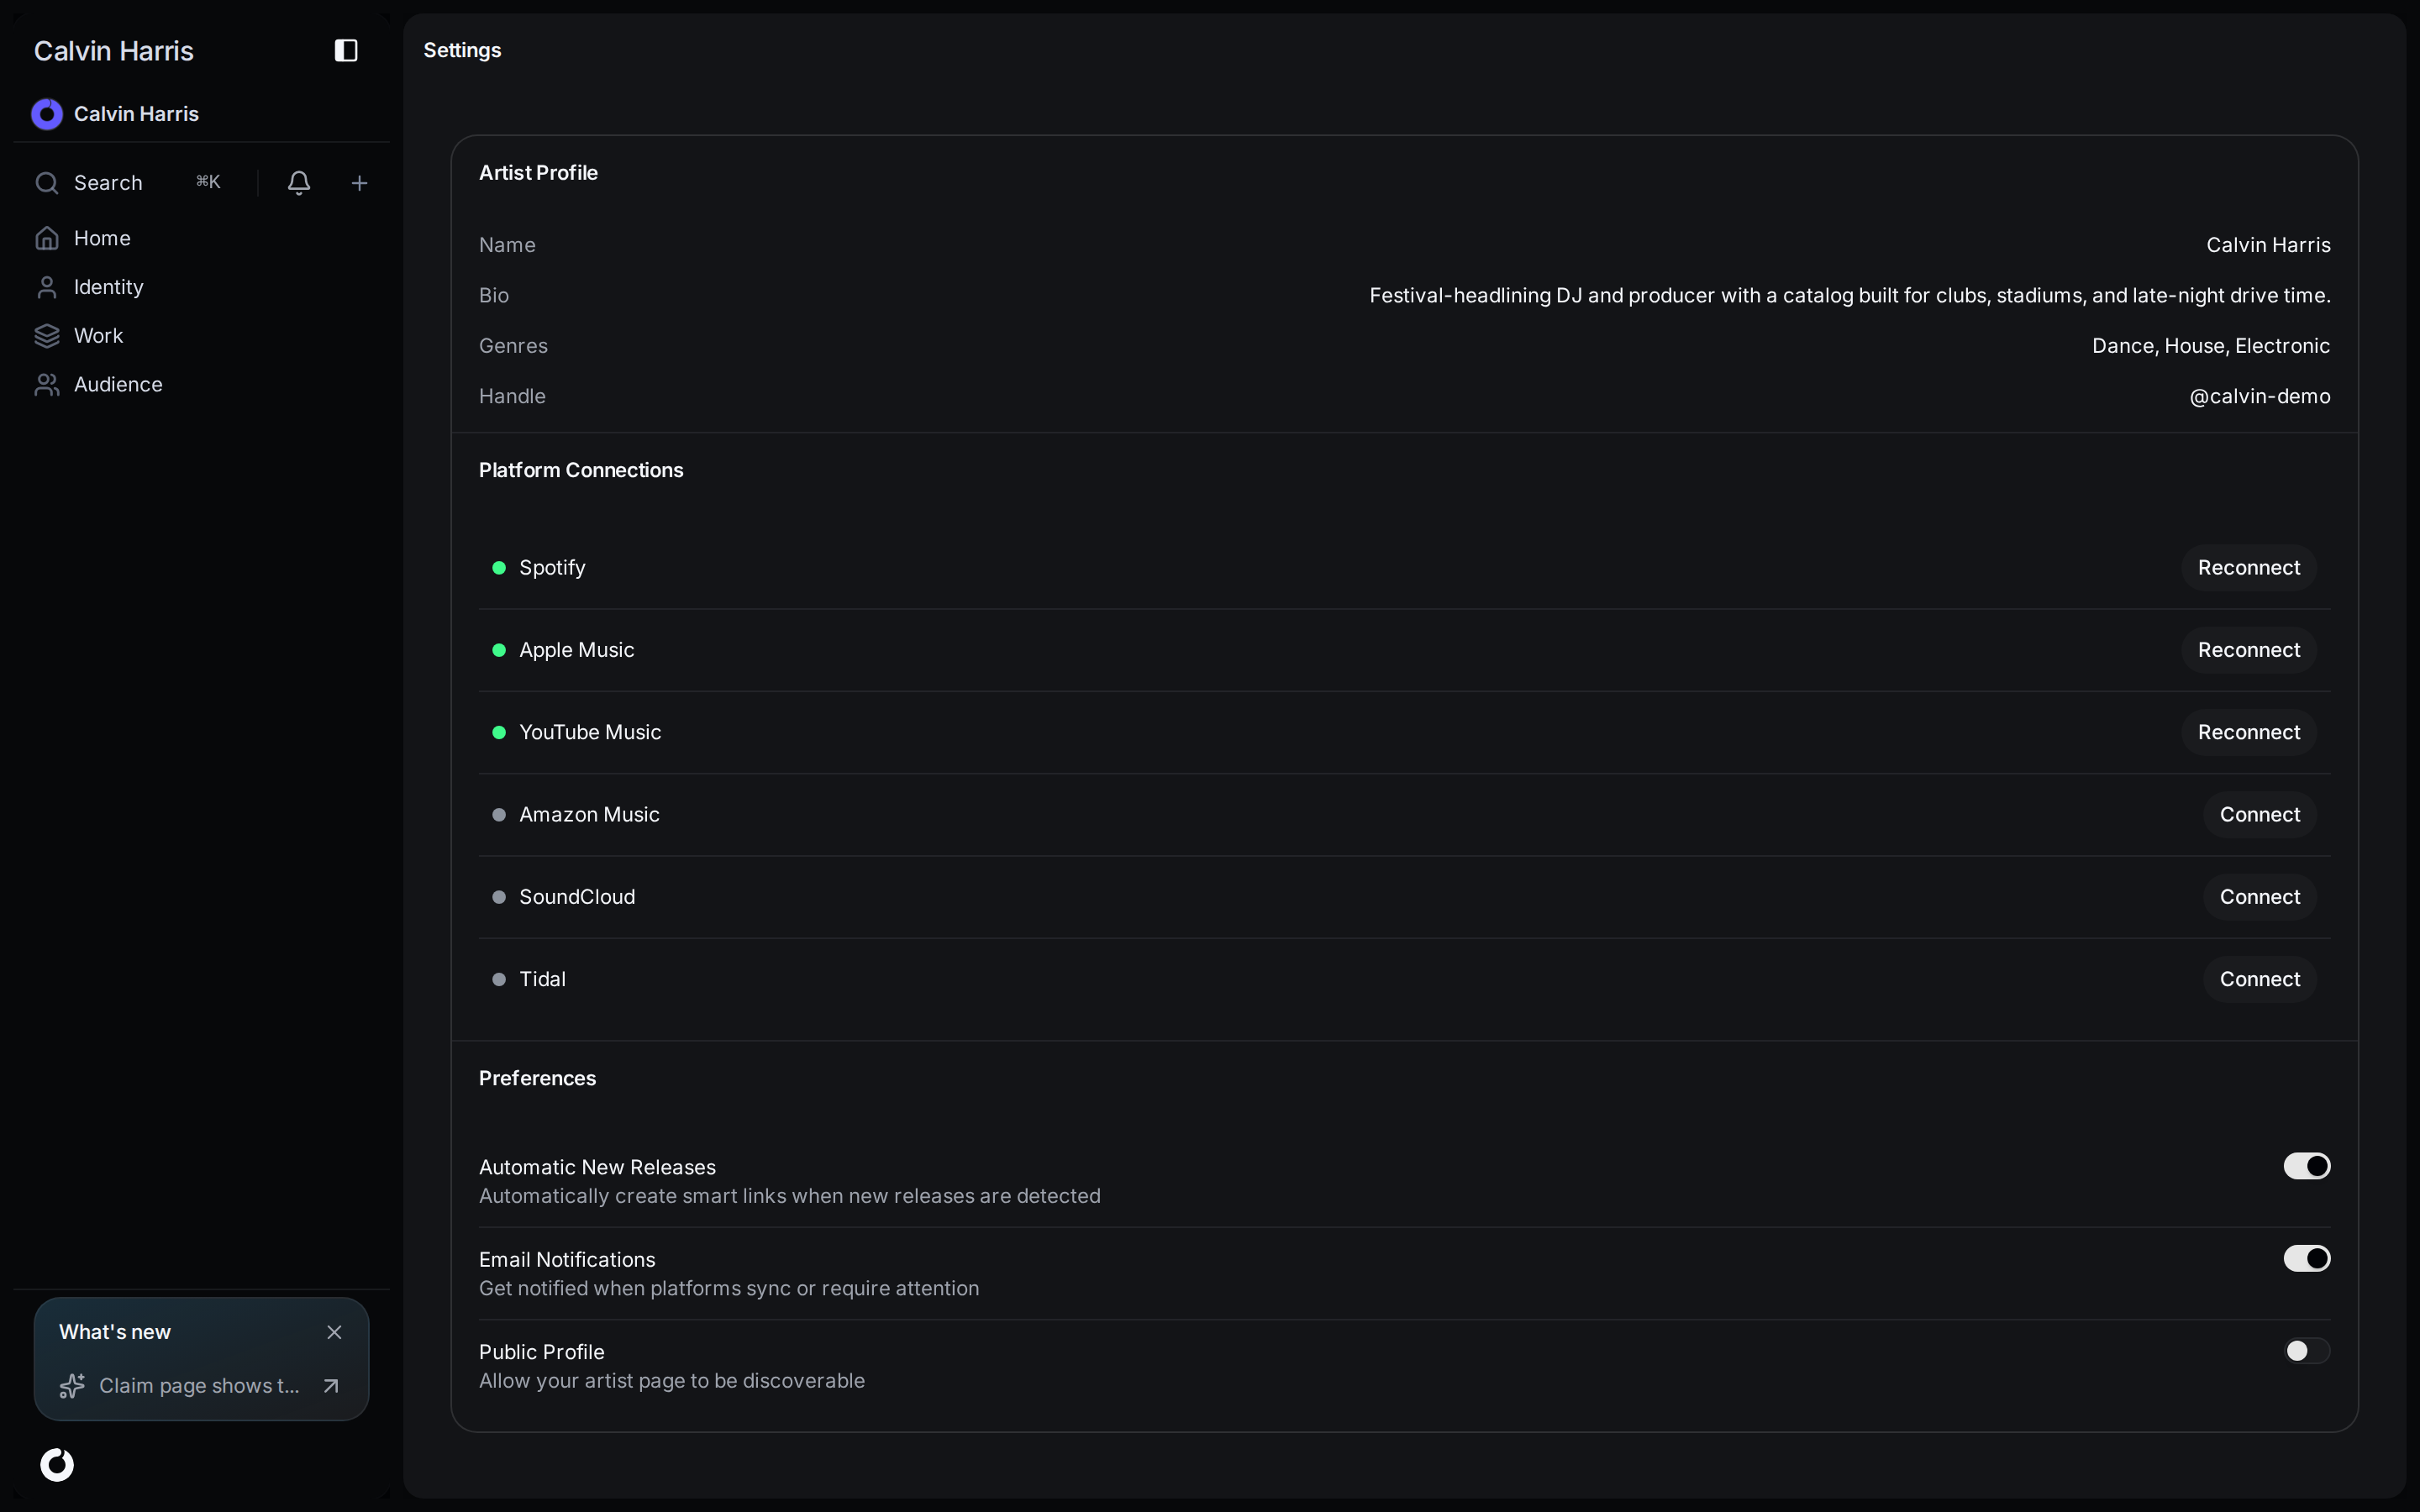 Calvin Harris
Calvin Harris
Search ⌘K
Home
Identity
Work
Audience
What's new
Claim page shows t...
Settings
Artist Profile
Name Calvin Harris
Bio Festival-headlining DJ and producer with a catalog built for clubs, stadiums, and late-night drive time.
Genres Dance, House, Electronic
Handle @calvin-demo
Platform Connections
Spotify Reconnect
Apple Music Reconnect
YouTube Music Reconnect
Amazon Music Connect
SoundCloud Connect
Tidal Connect
Preferences
Automatic New Releases
Automatically create smart links when new releases are detected
Email Notifications
Get notified when platforms sync or require attention
Public Profile
Allow your artist page to be discoverable